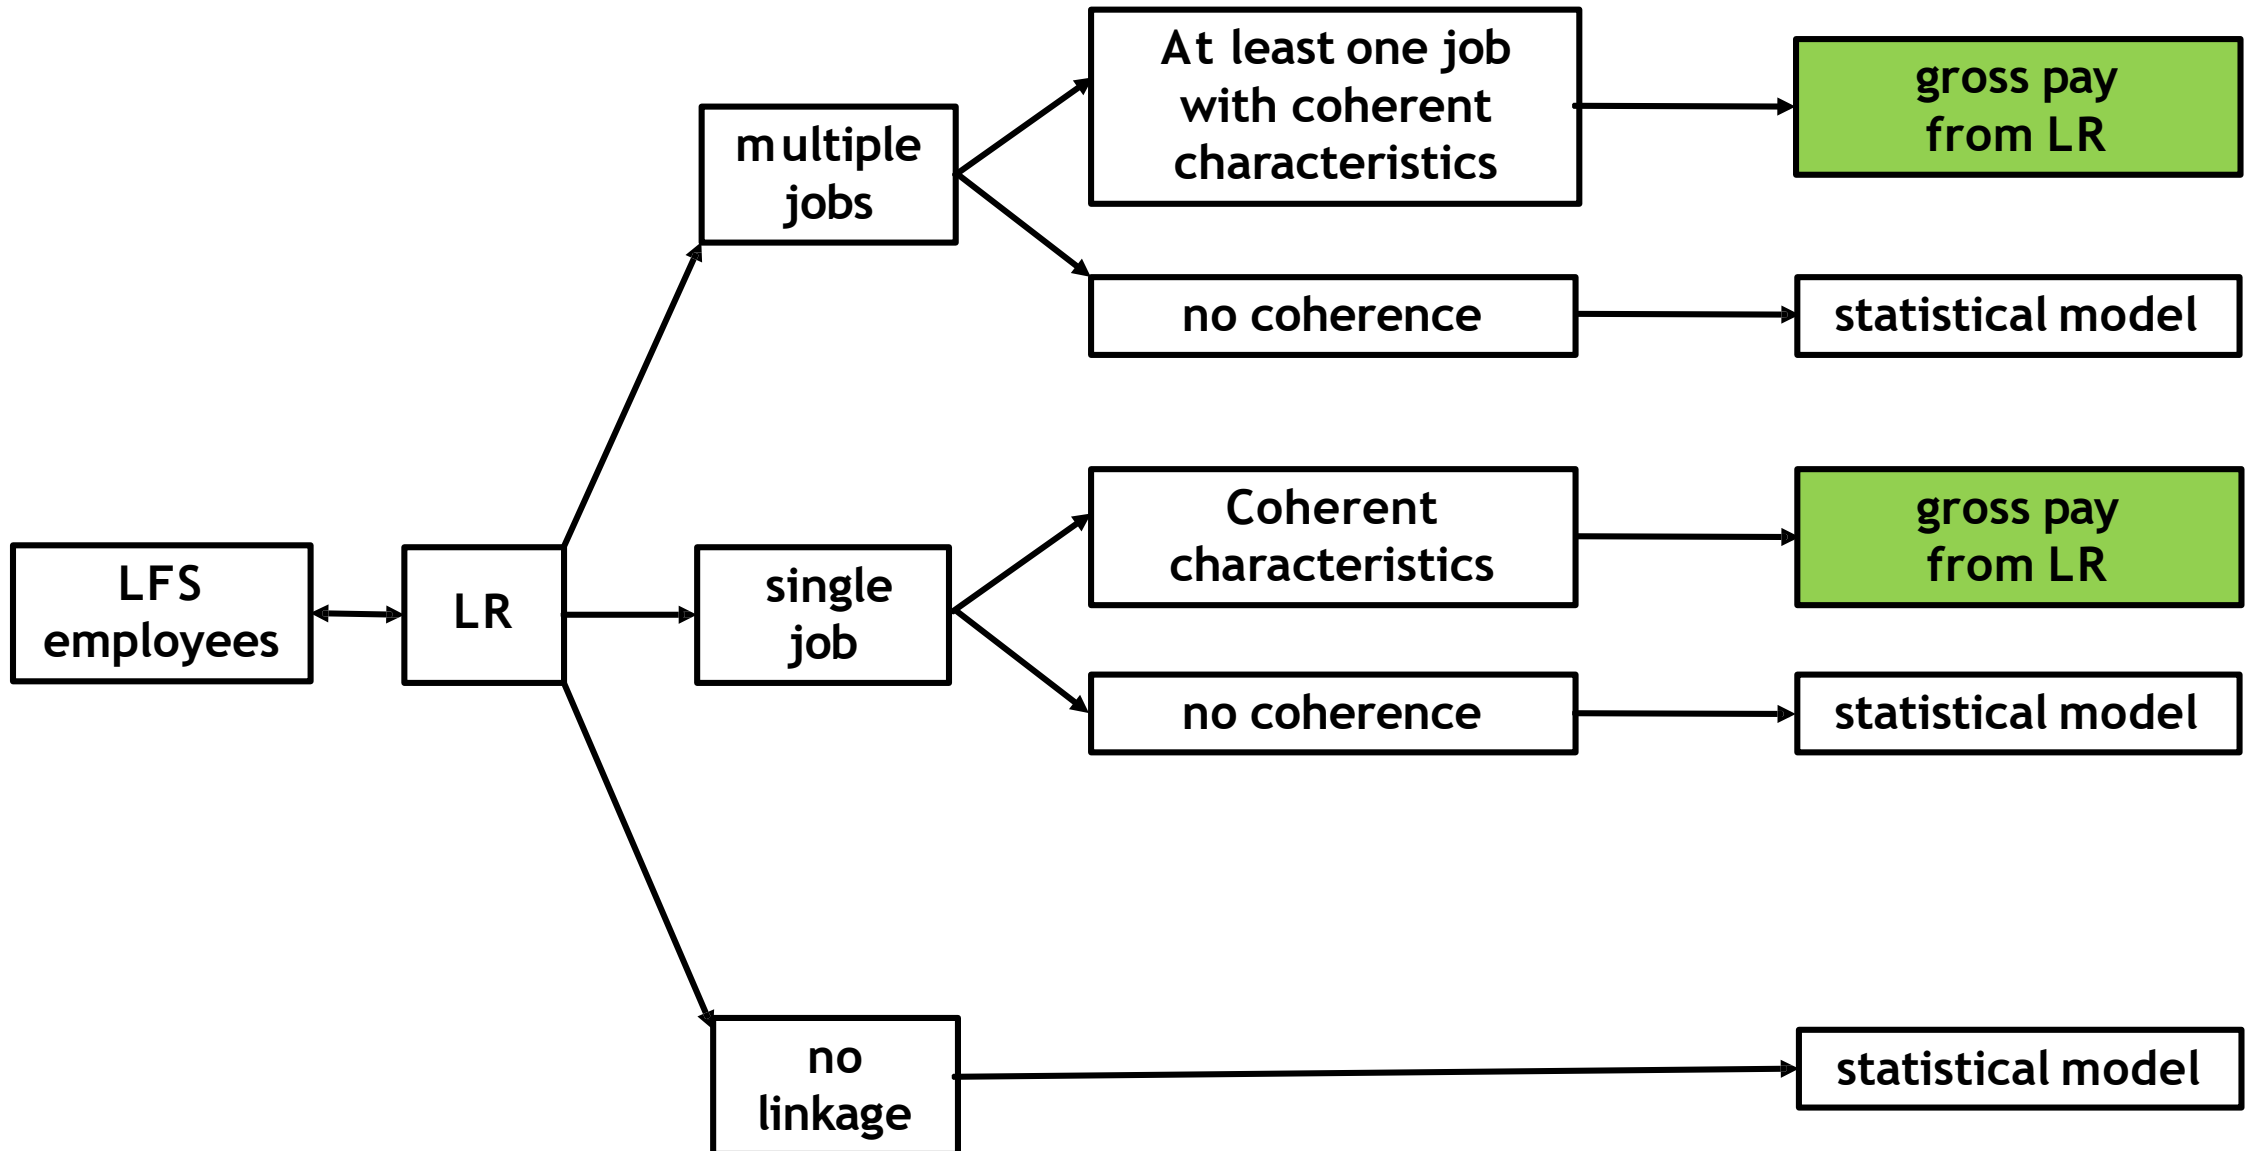 At least one job
with coherent
characteristics
gross pay
from LR
multiple
jobs
no coherence
statistical model
Coherent
characteristics
gross pay
from LR
LFS
employees
LR
single
job
no coherence
statistical model
no
linkage
statistical model